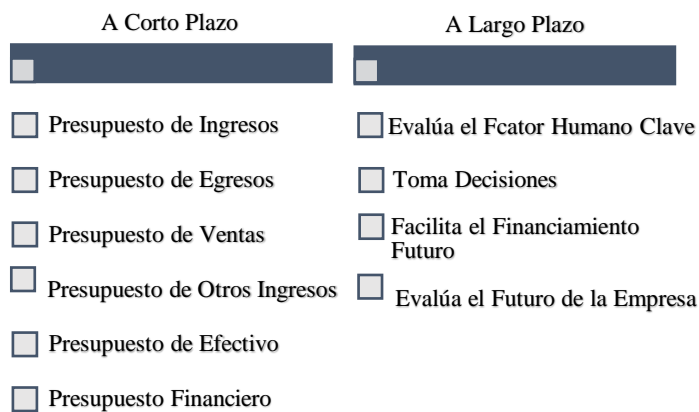 A Corto Plazo
Presupuesto de Ingresos
Presupuesto de Egresos
Presupuesto de Ventas
Presupuesto de Otros Ingresos
Presupuesto de Efectivo
Presupuesto Financiero
A Largo Plazo
Evalúa el Fcator Humano Clave
Toma Decisiones
Facilita el Financiamiento
Futuro
Evalúa el Futuro de la Empresa